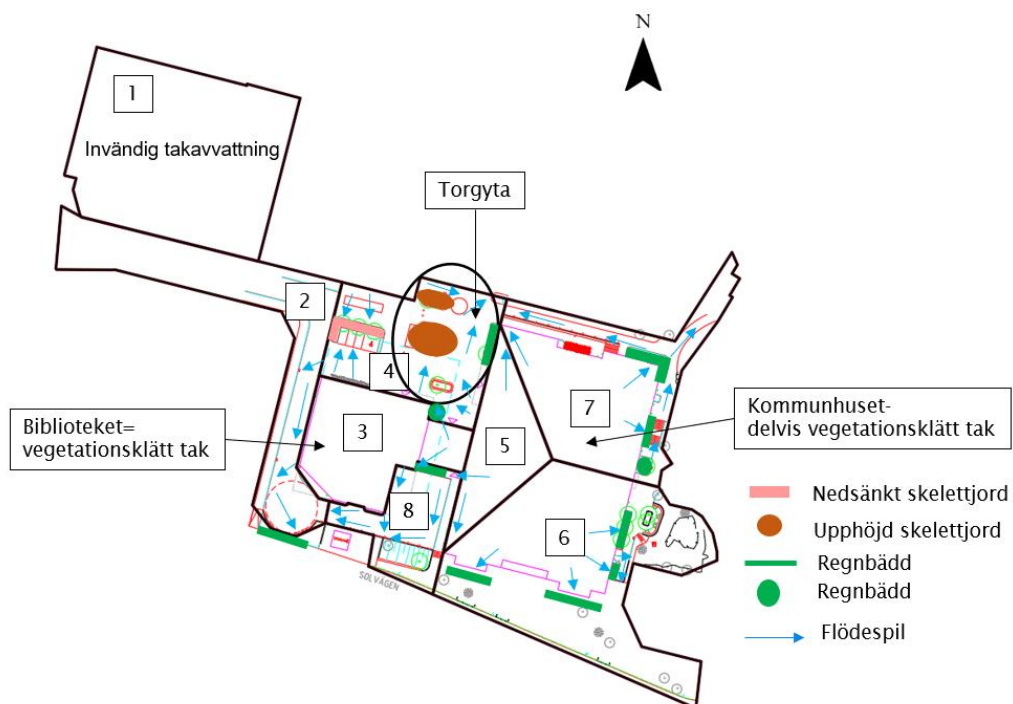 N
1
Invändig takavvattning
Torgyta
2
4
Biblioteket=
vegetationsklätt tak
3
5
7
Kommunhuset-
delvis vegetationsklätt tak
8
6
SOLVÄGEN
Nedsänkt skelettjord
Upphöjd skelettjord
Regnbädd
Regnbädd
Flödespil